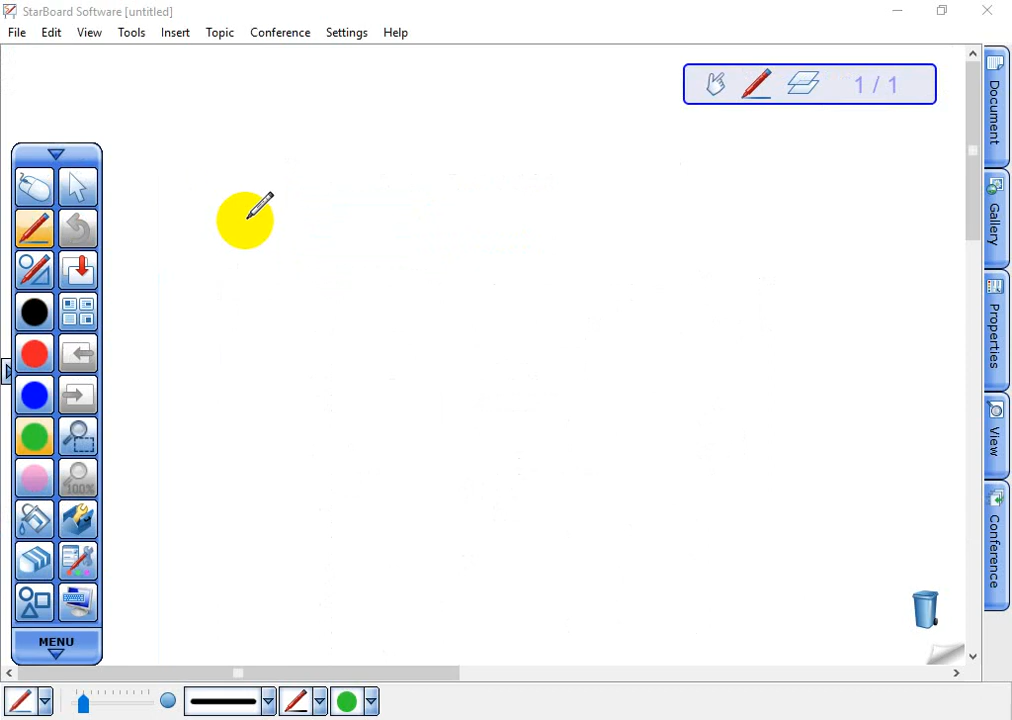 StarBoard Software [untitled]
File Edit View Tools Insert Topic Conference Settings Help
1 / 1
Document
Gallery
Properties
View
Conference
100%
MENU